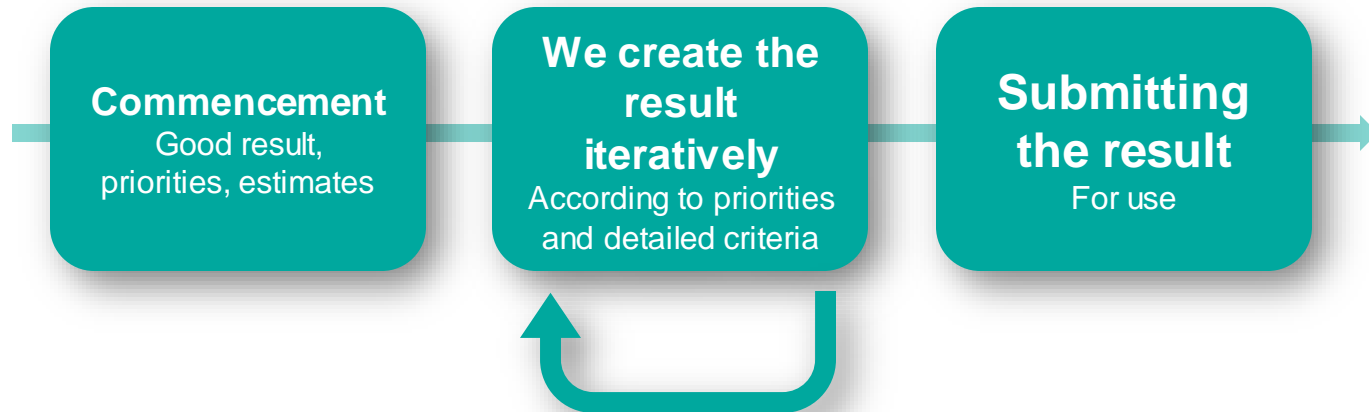 Commencement
Good result,
priorities, estimates
We create the
result
iteratively
According to priorities
and detailed criteria
Submitting
the result
For use